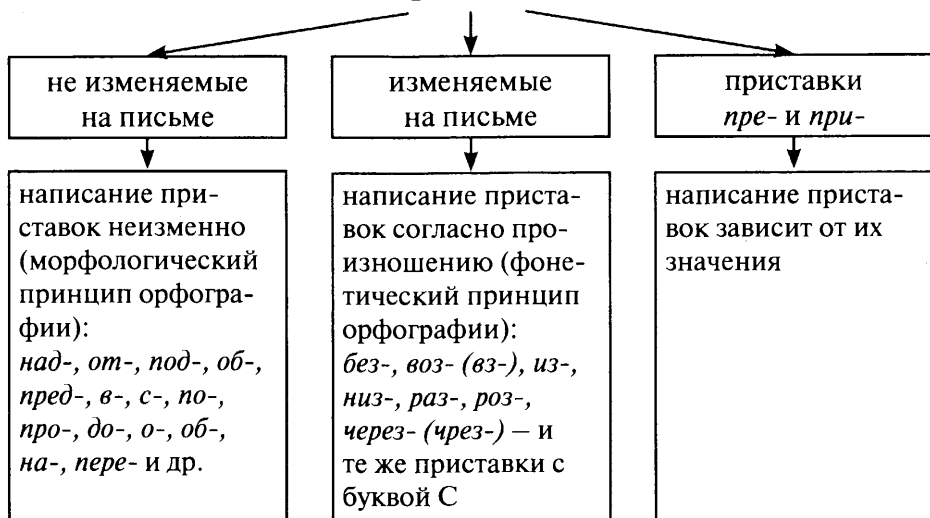 не изменяемые
на письме
изменяемые
на письме
приставки
пре- и при-
написание при-
ставок неизменно
(морфологический
принцип орфогра-
фии):
над-, от-, под-, об-,
пред-, в-, с-, по-,
про-, до-, о-, об-,
на-, пере- и др.
написание приста-
вок согласно про-
изношению (фоне-
тический принцип
орфографии):
без-, воз- (вз-), из-,
низ-, раз-, роз-,
через- (чрез-) – и
те же приставки с
буквой С
написание приста-
вок зависит от их
значения